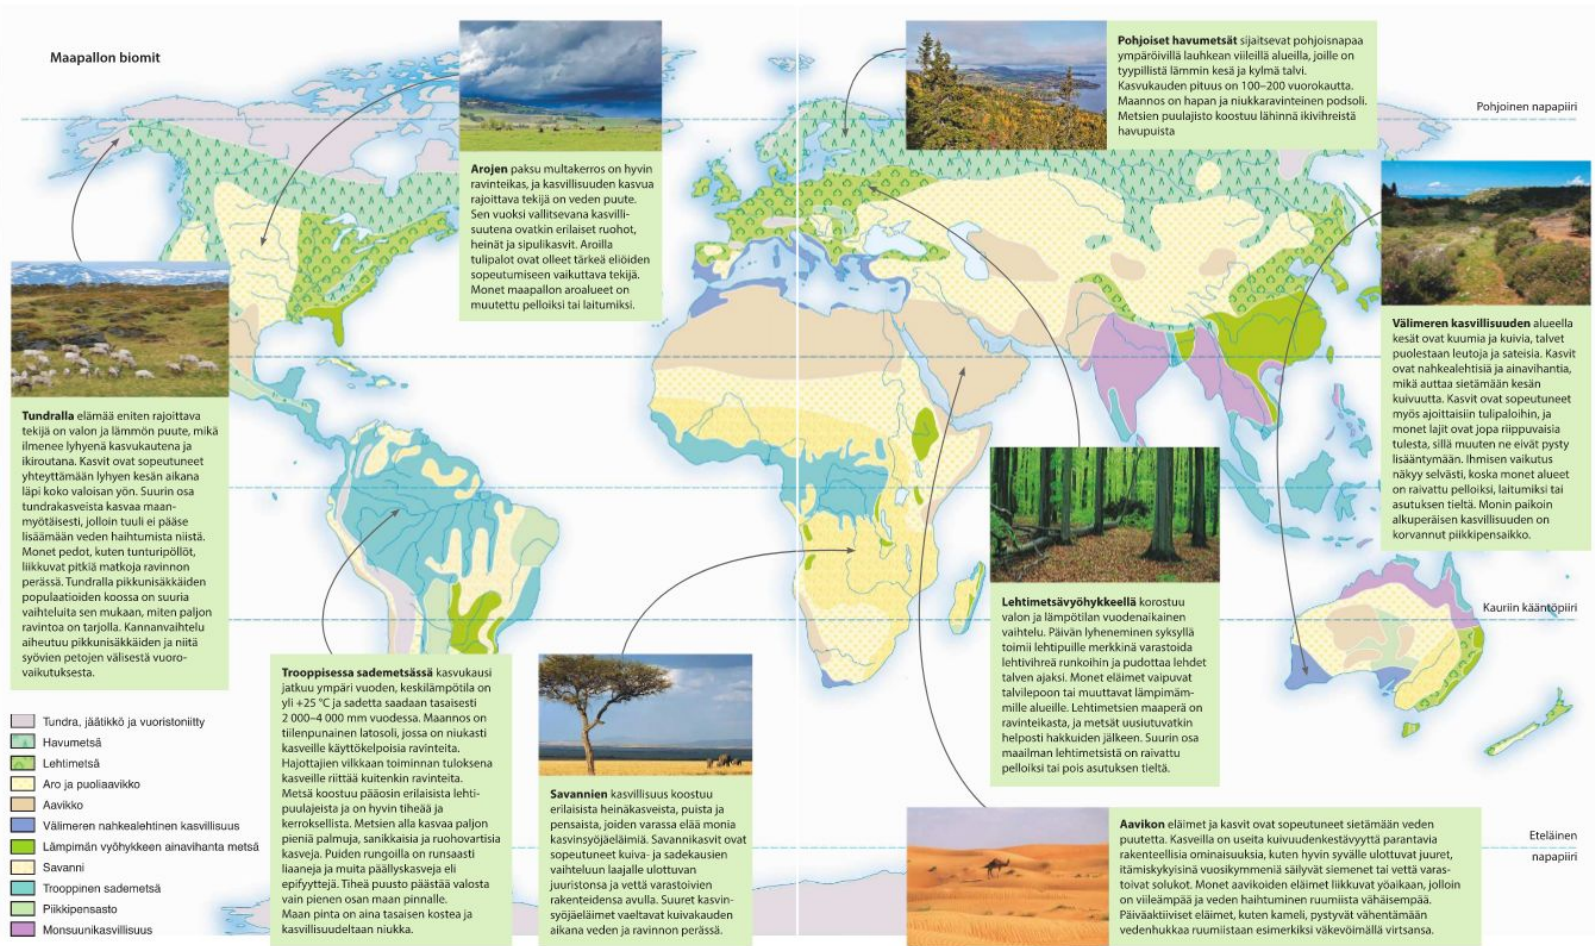 Maapallon biomit
Arojen paksu multakerros on hyvin
ravinteikas, ja kasvillisuuden kasvua
rajoittava tekijä on veden puute.
Sen vuoksi vallitsevana kasvilli-
suutena ovatkin erilaiset ruohot,
heinät ja sipulikasvit. Aroilla
tulipalot ovat olleet tärkeä eliöiden
sopeutumiseen vaikuttava tekijä.
Monet maapallon aroalueet on
muutettu pelloiksi tai laitumiksi.
Pohjoiset havumetsät sijaitsevat pohjoisnapaa
ympäröivillä lauhkean viileillä alueilla, joille on
tyypillistä lämmin kesä ja kylmä talvi.
Kasvukauden pituus on 100–200 vuorokautta.
Maannos on hapan ja niukkaravinteinen podsoli.
Metsien puulajisto koostuu lähinnä ikivihreistä
havupuista
Pohjoinen napapiiri
Välimeren kasvillisuuden alueella
kesät ovat kuumia ja kuivia, talvet
puolestaan leutoja ja sateisia. Kasvit
ovat nahkealehtisiä ja ainavihantia,
mikä auttaa sietämään kesän
kuivuutta. Kasvit ovat sopeutuneet
myös ajoittaisiin tulipaloihin, ja
monet lajit ovat jopa riippuvaisia
tulesta, sillä muuten ne eivät pysty
lisääntymään. Ihmisen vaikutus
näkyy selvästi, koska monet alueet
on raivattu pelloiksi, laitumiksi tai
asutuksen tieltä. Monin paikoin
alkuperäisen kasvillisuuden on
korvannut piikkipensaikko.
Tundralla elämää eniten rajoittava
tekijä on valon ja lämmön puute, mikä
ilmenee lyhyenä kasvukautena ja
ikiroutana. Kasvit ovat sopeutuneet
yhteyttämään lyhyen kesän aikana
läpi koko valoisan yön. Suurin osa
tundrakasveista kasvaa maan-
myötäisesti, jolloin tuuli ei pääse
lisäämään veden haihtumista niistä.
Monet pedot, kuten tunturipöllöt,
liikkuvat pitkiä matkoja ravinnon
perässä. Tundralla pikkunisäkkäiden
populaatioiden koossa on suuria
vaihteluita sen mukaan, miten paljon
ravintoa on tarjolla. Kannanvaihtelu
aiheutuu pikkunisäkkäiden ja niitä
syövien petojen välisestä vuoro-
vaikutuksesta.
Lehtimetsävyöhykkeellä korostuu
valon ja lämpötilan vuodenaikainen
vaihtelu. Päivän lyheneminen syksyllä
toimii lehtipuille merkkinä varastoida
lehtivihreä runkoihin ja pudottaa lehdet
talven ajaksi. Monet eläimet vaipuvat
talvilepoon tai muuttavat lämpimäm-
mille alueille. Lehtimetsien maaperä on
ravinteikasta, ja metsät uusiutuvatkin
helposti hakkuiden jälkeen. Suurin osa
maailman lehtimetsistä on raivattu
pelloiksi tai pois asutuksen tieltä.
Kauriin kääntöpiiri
Trooppisessa sademetsässä kasvukausi
jatkuu ympäri vuoden, keskilämpötila on
yli +25 °C ja sadetta saadaan tasaisesti
2 000–4 000 mm vuodessa. Maannos on
tiilenpunainen latosoli, jossa on niukasti
kasveille käyttökelpoisia ravinteita.
Hajottajien vilkkaan toiminnan tuloksena
kasveille riittää kuitenkin ravinteita.
Metsä koostuu pääosin erilaisista lehti-
puulajeista ja on hyvin tiheää ja
kerroksellista. Metsien alla kasvaa paljon
pieniä palmuja, sanikkaisia ja ruohovartisia
kasveja. Puiden rungoilla on runsaasti
liaaneja ja muita päällyskasveja eli
epifyyttejä. Tiheä puusto päästää valosta
vain pienen osan maan pinnalle.
Maan pinta on aina tasaisen kostea ja
kasvillisuudeltaan niukka.
Savannien kasvillisuus koostuu
erilaisista heinäkasveista, puista ja
pensaista, joiden varassa elää monia
kasvinsyöjäeläimiä. Savannikasvit ovat
sopeutuneet kuiva- ja sadekausien
vaihteluun laajalle ulottuvan
juuristonsa ja vettä varastoivien
rakenteidensa avulla. Suuret kasvin-
syöjäeläimet vaeltavat kuivakauden
aikana veden ja ravinnon perässä.
Aavikon eläimet ja kasvit ovat sopeutuneet sietämään veden
puutetta. Kasveilla on useita kuivuudenkestävyyttä parantavia
rakenteellisia ominaisuuksia, kuten hyvin syvälle ulottuvat juuret,
itämiskykyisinä vuosikymmeniä säilyvät siemenet tai vettä varas-
toivat solukot. Monet aavikoiden eläimet liikkuvat yöaikaan, jolloin
on viileämpää ja veden haihtuminen ruumiista vähäisempää.
Päiväaktiiviset eläimet, kuten kameli, pystyvät vähentämään
vedenhukkaa ruumiistaan esimerkiksi väkevöimällä virtsansa.
Eteläinen
napapiiri
Tundra, jäätikkö ja vuoristoniitty
Havumetsä
Lehtimetsä
Aro ja puoliaavikko
Aavikko
Välimeren nahkealehtinen kasvillisuus
Lämpimän vyöhykkeen ainavihanta metsä
Savanni
Trooppinen sademetsä
Piikkipensasto
Monsuunikasvillisuus